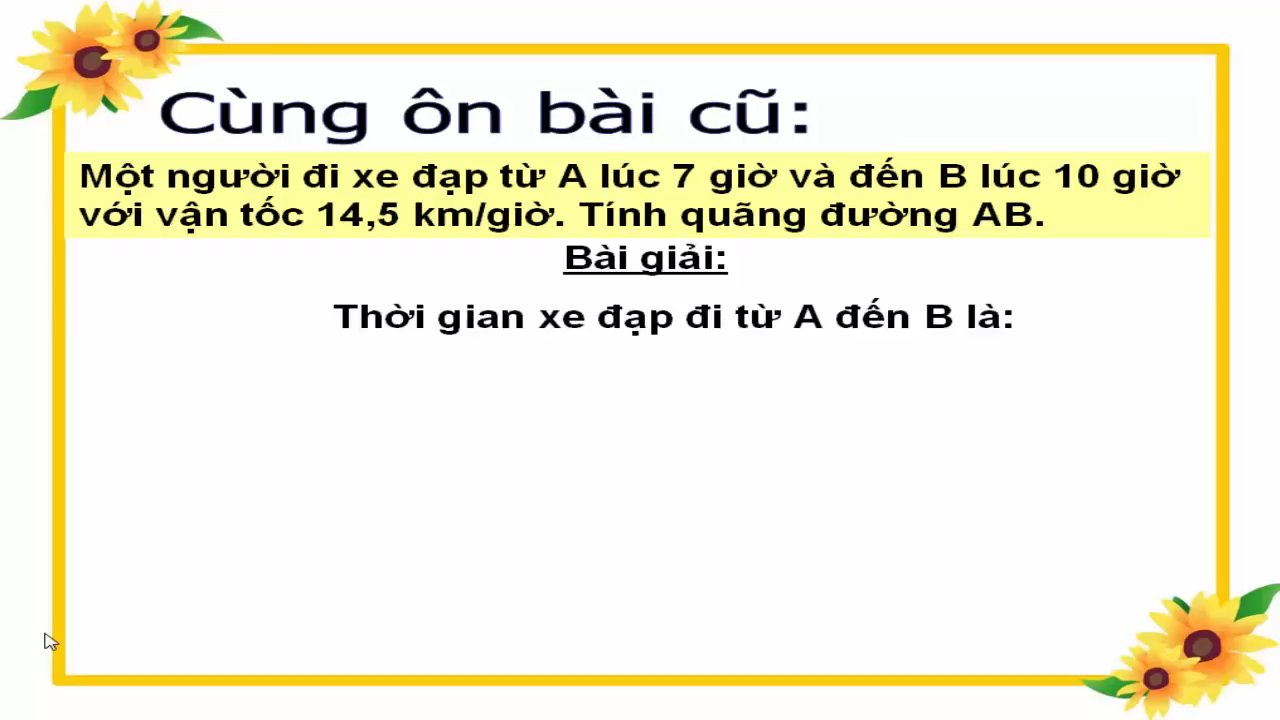 Cùng ôn bài cũ:
Một người đi xe đạp từ A lúc 7 giờ và đến B lúc 10 giờ
với vận tốc 14,5 km/giờ. Tính quãng đường AB.
Bài giải:
Thời gian xe đạp đi từ A đến B là: